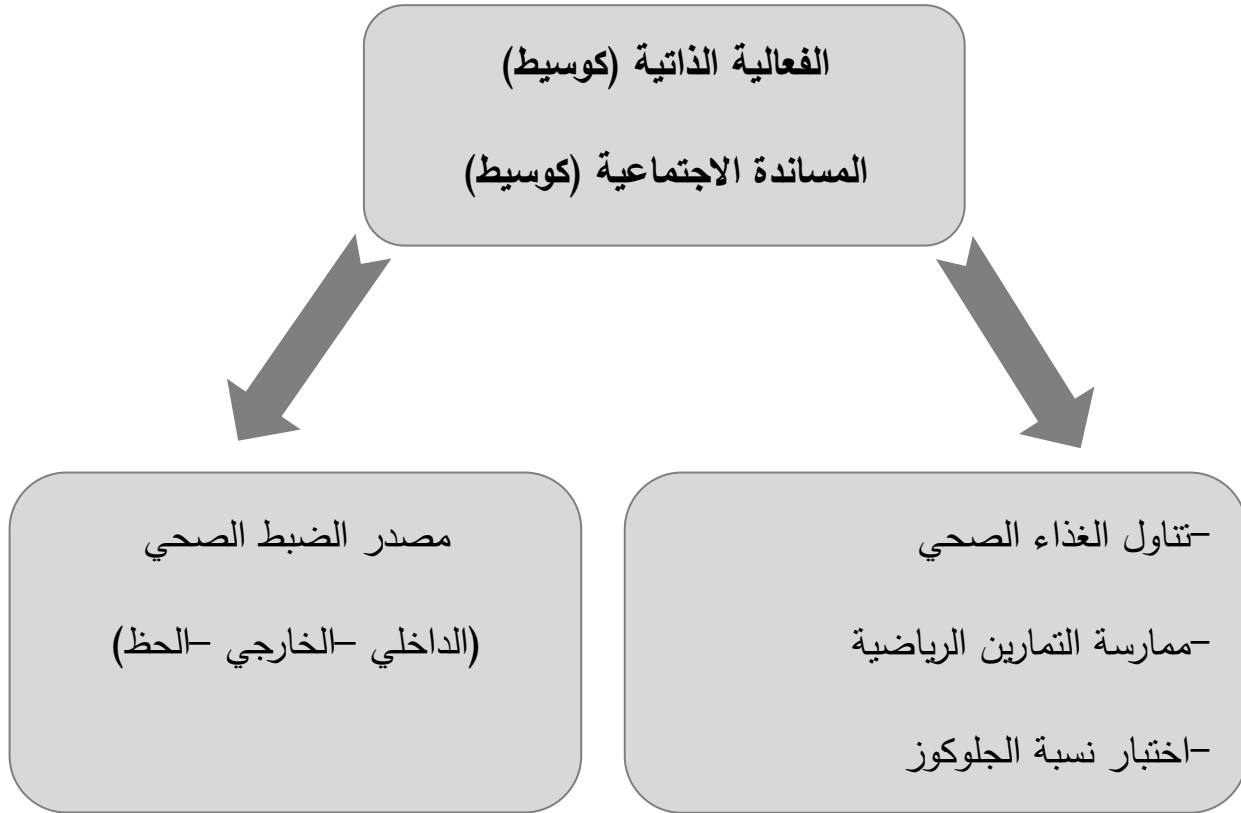 الفعالية الذاتية (كوسيط)
المساندة الاجتماعية (كوسيط)
مصدر الضبط الصحي
(الداخلي –الخارجي –الحظ)
–تناول الغذاء الصحي
–ممارسة التمارين الرياضية
–اختبار نسبة الجلوكوز